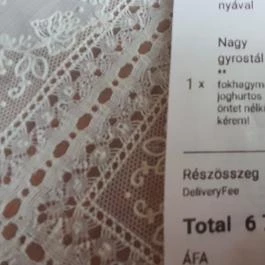 nyával
Nagy
gyrostál
**
1 x fokhagym
joghurtos
öntet nélk
kérem!
Részösszeg
DeliveryFee
Total 6
ÁFA